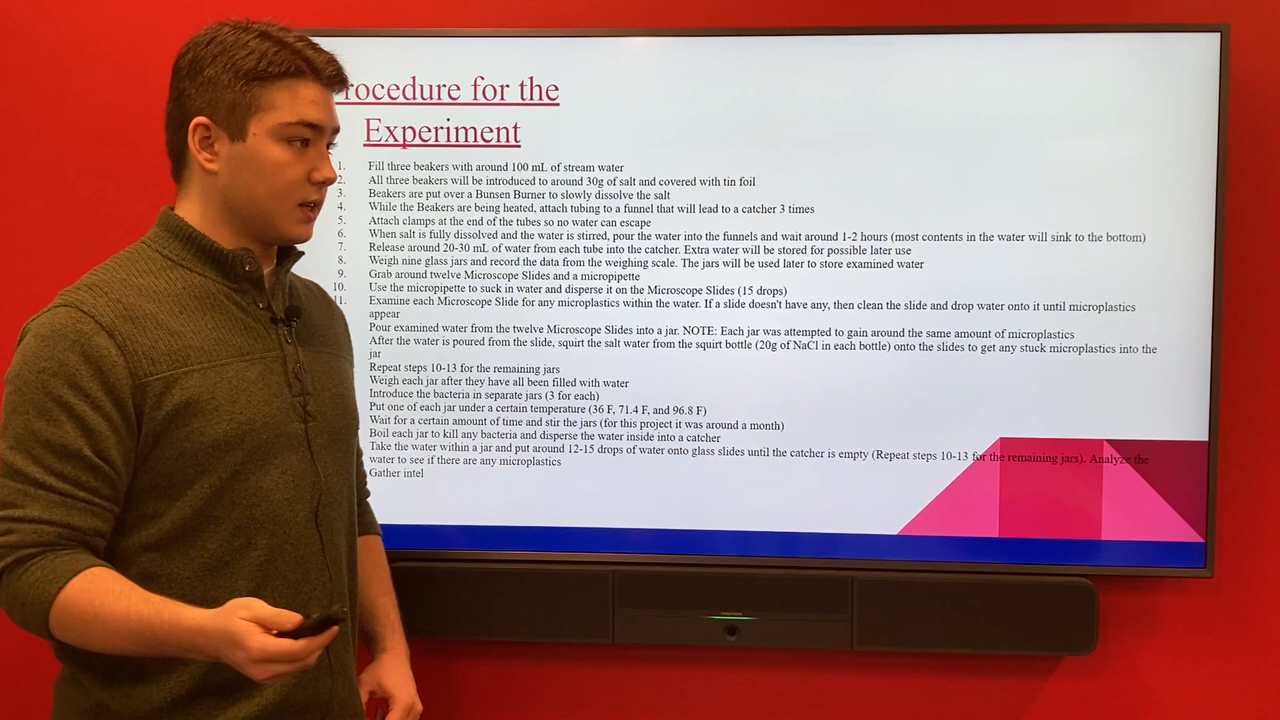 rocedure for the
Experiment
1. Fill three beakers with around 100 mL of stream water
2. All three beakers will be introduced to around 30g of salt and covered with tin foil
3. Beakers are put over a Bunsen Burner to slowly dissolve the salt
4. While the Beakers are being heated, attach tubing to a funnel that will lead to a catcher 3 times
5. Attach clamps at the end of the tubes so no water can escape
6. When salt is fully dissolved and the water is stirred, pour the water into the funnels and wait around 1-2 hours (most contents in the water will sink to the bottom)
7. Release around 20-30 mL of water from each tube into the catcher. Extra water will be stored for possible later use
8. Weigh nine glass jars and record the data from the weighing scale. The jars will be used later to store examined water
9. Grab around twelve Microscope Slides and a micropipette
10. Use the micropipette to suck in water and disperse it on the Microscope Slides (15 drops)
11. Examine each Microscope Slide for any microplastics within the water. If a slide doesn't have any, then clean the slide and drop water onto it until microplastics
appear
Pour examined water from the twelve Microscope Slides into a jar. NOTE: Each jar was attempted to gain around the same amount of microplastics
After the water is poured from the slide, squirt the salt water from the squirt bottle (20g of NaCl in each bottle) onto the slides to get any stuck microplastics into the
jar
Repeat steps 10-13 for the remaining jars
Weigh each jar after they have all been filled with water
Introduce the bacteria in separate jars (3 for each)
Put one of each jar under a certain temperature (36 F, 71.4 F, and 96.8 F)
Wait for a certain amount of time and stir the jars (for this project it was around a month)
Boil each jar to kill any bacteria and disperse the water inside into a catcher
Take the water within a jar and put around 12-15 drops of water onto glass slides until the catcher is empty (Repeat steps 10-13 for the remaining jars). Analyze the
water to see if there are any microplastics
Gather intel